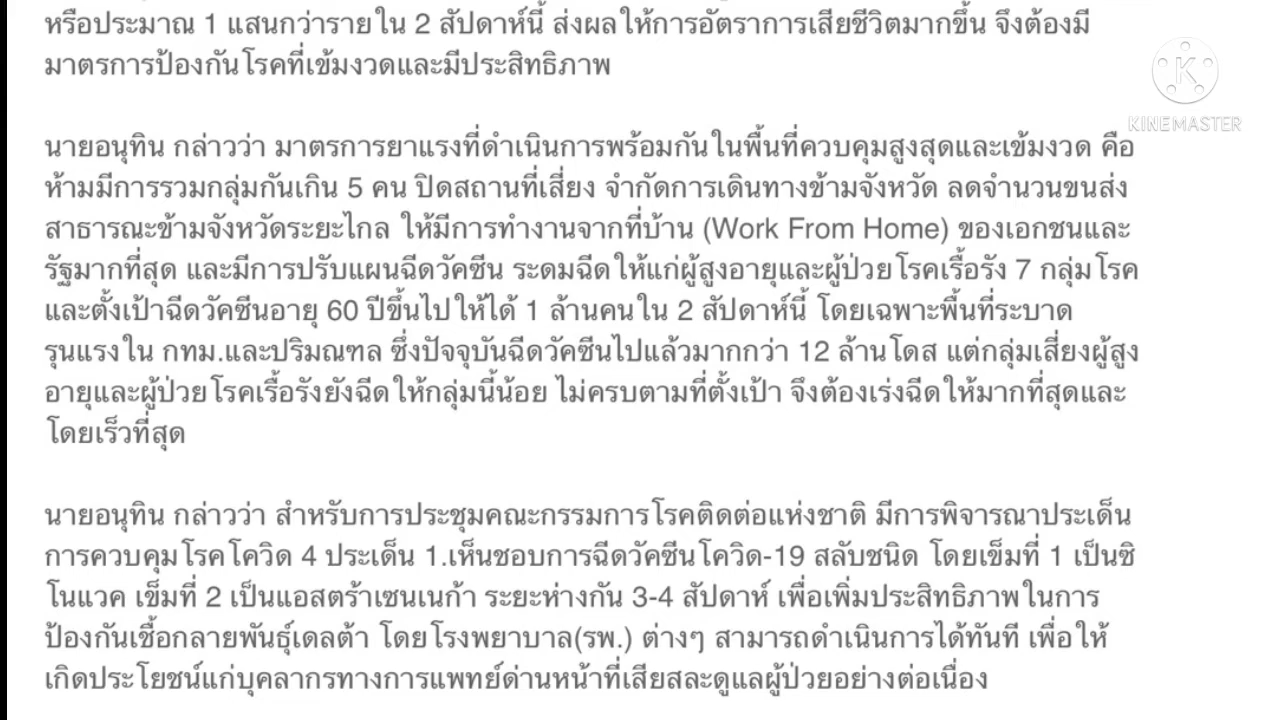 หรือประมาณ 1 แสนกว่ารายใน 2 สัปดาห์นี้ ส่งผลให้การอัตราการเสียชีวิตมากขึ้น จึงต้องมี
มาตรการป้องกันโรคที่เข้มงวดและมีประสิทธิภาพ
KINEMASTER
นายอนุทิน กล่าวว่า มาตรการยาแรงที่ดำเนินการพร้อมกันในพื้นที่ควบคุมสูงสุดและเข้มงวด คือ
ห้ามมีการรวมกลุ่มกันเกิน 5 คน ปิดสถานที่เสี่ยง จำกัดการเดินทางข้ามจังหวัด ลดจำนวนขนส่ง
สาธารณะข้ามจังหวัดระยะไกล ให้มีการทำงานจากที่บ้าน (Work From Home) ของเอกชนและ
รัฐมากที่สุด และมีการปรับแผนฉีดวัคซีน ระดมฉีดให้แก่ผู้สูงอายุและผู้ป่วยโรคเรื้อรัง 7 กลุ่มโรค
และตั้งเป้าฉีดวัคซีนอายุ 60 ปีขึ้นไปให้ได้ 1 ล้านคนใน 2 สัปดาห์นี้ โดยเฉพาะพื้นที่ระบาด
รุนแรงใน กทม.และปริมณฑล ซึ่งปัจจุบันฉีดวัคซีนไปแล้วมากกว่า 12 ล้านโดส แต่กลุ่มเสี่ยงผู้สูง
อายุและผู้ป่วยโรคเรื้อรังยังฉีดให้กลุ่มนี้น้อย ไม่ครบตามที่ตั้งเป้า จึงต้องเร่งฉีดให้มากที่สุดและ
โดยเร็วที่สุด
นายอนุทิน กล่าวว่า สำหรับการประชุมคณะกรรมการโรคติดต่อแห่งชาติ มีการพิจารณาประเด็น
การควบคุมโรคโควิด 4 ประเด็น 1.เห็นชอบการฉีดวัคซีนโควิด-19 สลับชนิด โดยเข็มที่ 1 เป็นซิ
โนแวค เข็มที่ 2 เป็นแอสตร้าเซนเนก้า ระยะห่างกัน 3-4 สัปดาห์ เพื่อเพิ่มประสิทธิภาพในการ
ป้องกันเชื้อกลายพันธุ์เดลต้า โดยโรงพยาบาล(รพ.) ต่างๆ สามารถดำเนินการได้ทันที เพื่อให้
เกิดประโยชน์แก่บุคลากรทางการแพทย์ด่านหน้าที่เสียสละดูแลผู้ป่วยอย่างต่อเนื่อง